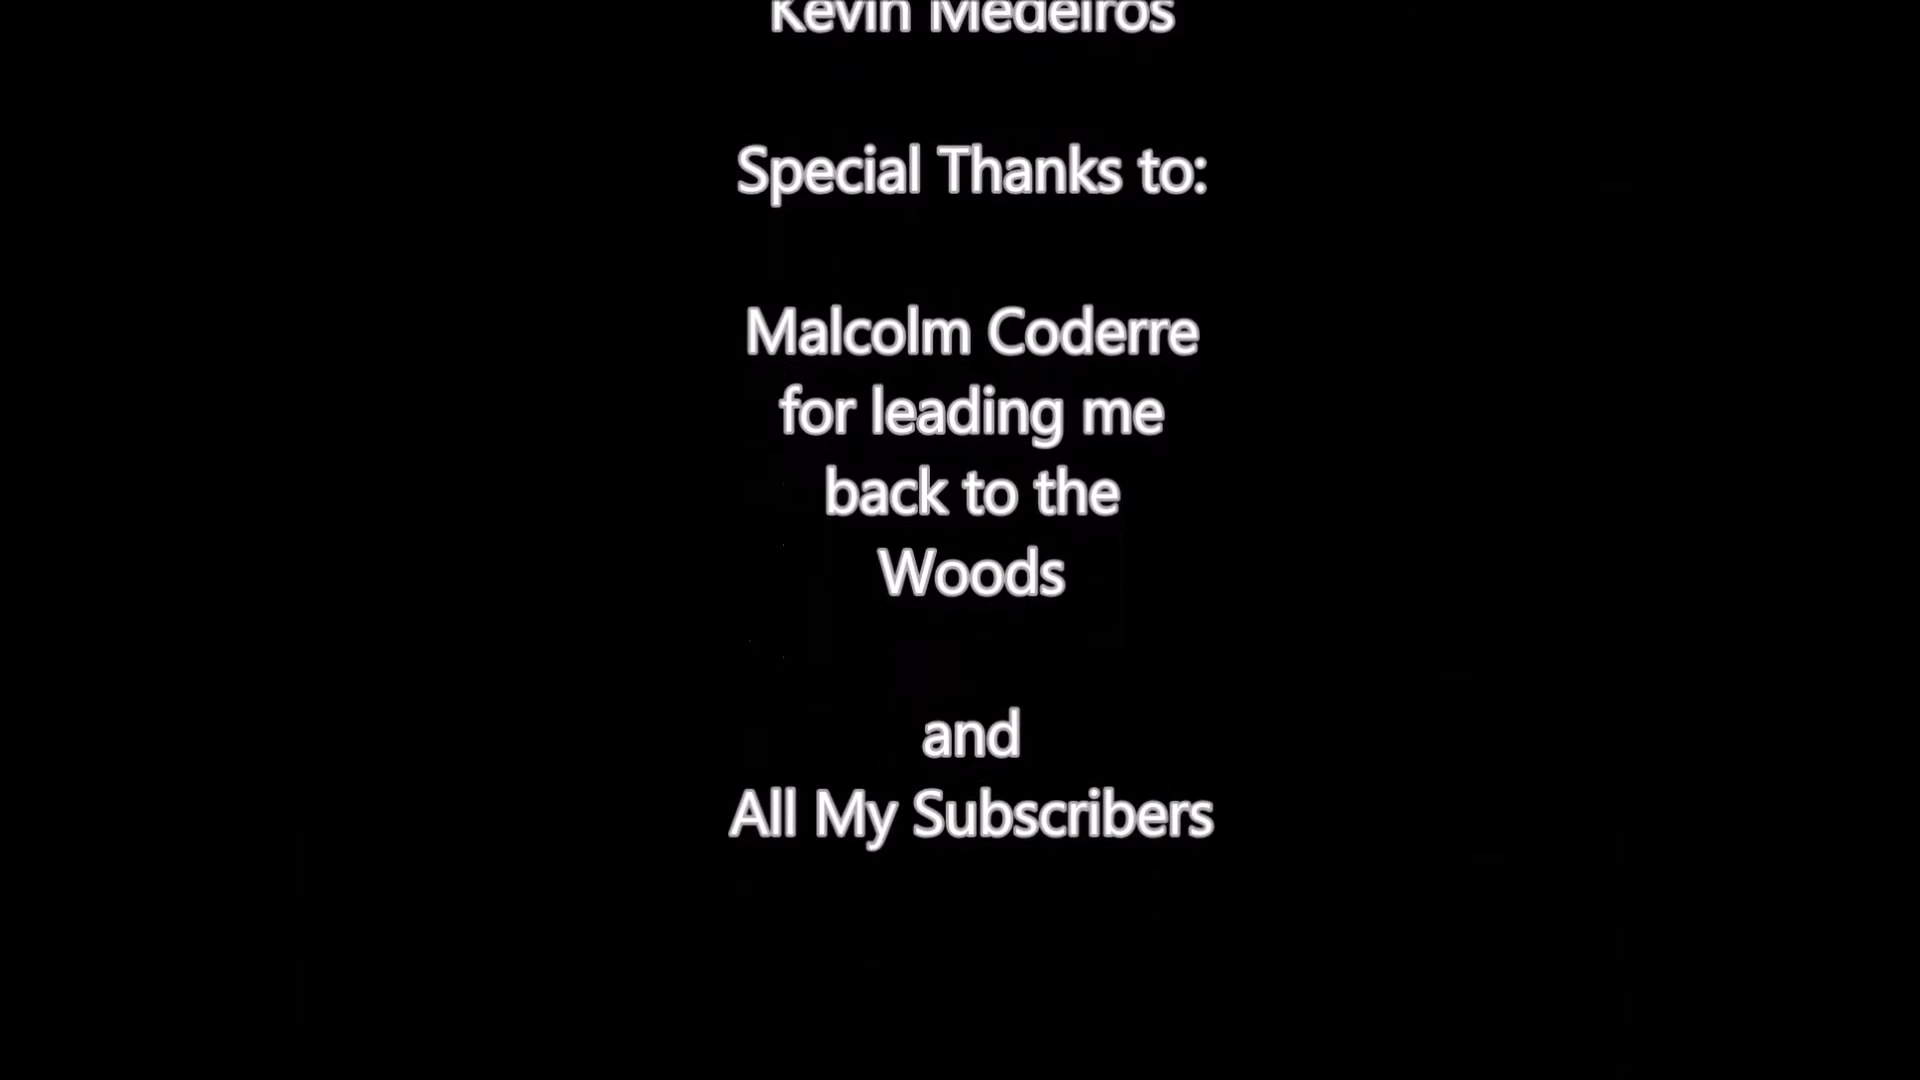 Kevin Medeiros
Special Thanks to:
Malcolm Coderre
for leading me
back to the
Woods
and
All My Subscribers